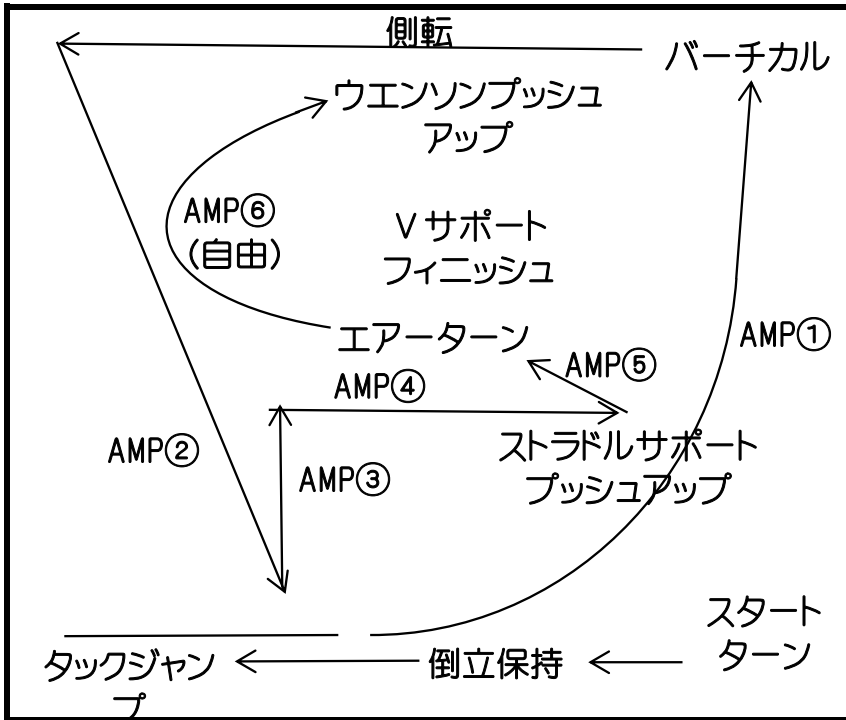 側転
バーチカル
ウエンソンプッシュ
アップ
AMP⑥
(自由)
Vサポート
フィニッシュ
エアーターン
AMP①
AMP⑤
AMP④
AMP②
AMP③
ストラドルサポート
プッシュアップ
スタート
ターン
倒立保持
タックジャン
プ